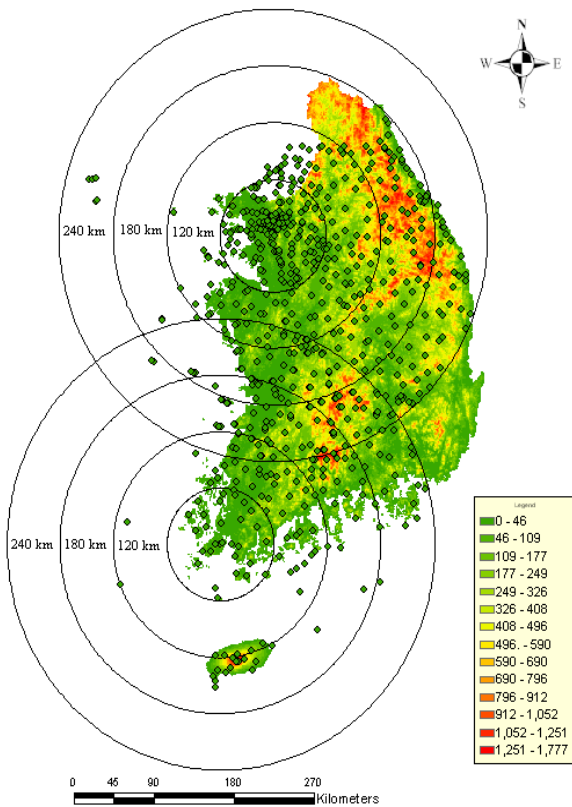 N
W E
S
240 km 180 km 120 km
240 km 180 km 120 km
Legend
0 - 46
46 - 109
109 - 177
177 - 249
249 - 326
326 - 408
408 - 496
496. - 590
590 - 690
690 - 796
796 - 912
912 - 1,052
1,052 - 1,251
1,251 - 1,777
0 45 90 180 270
Kilometers